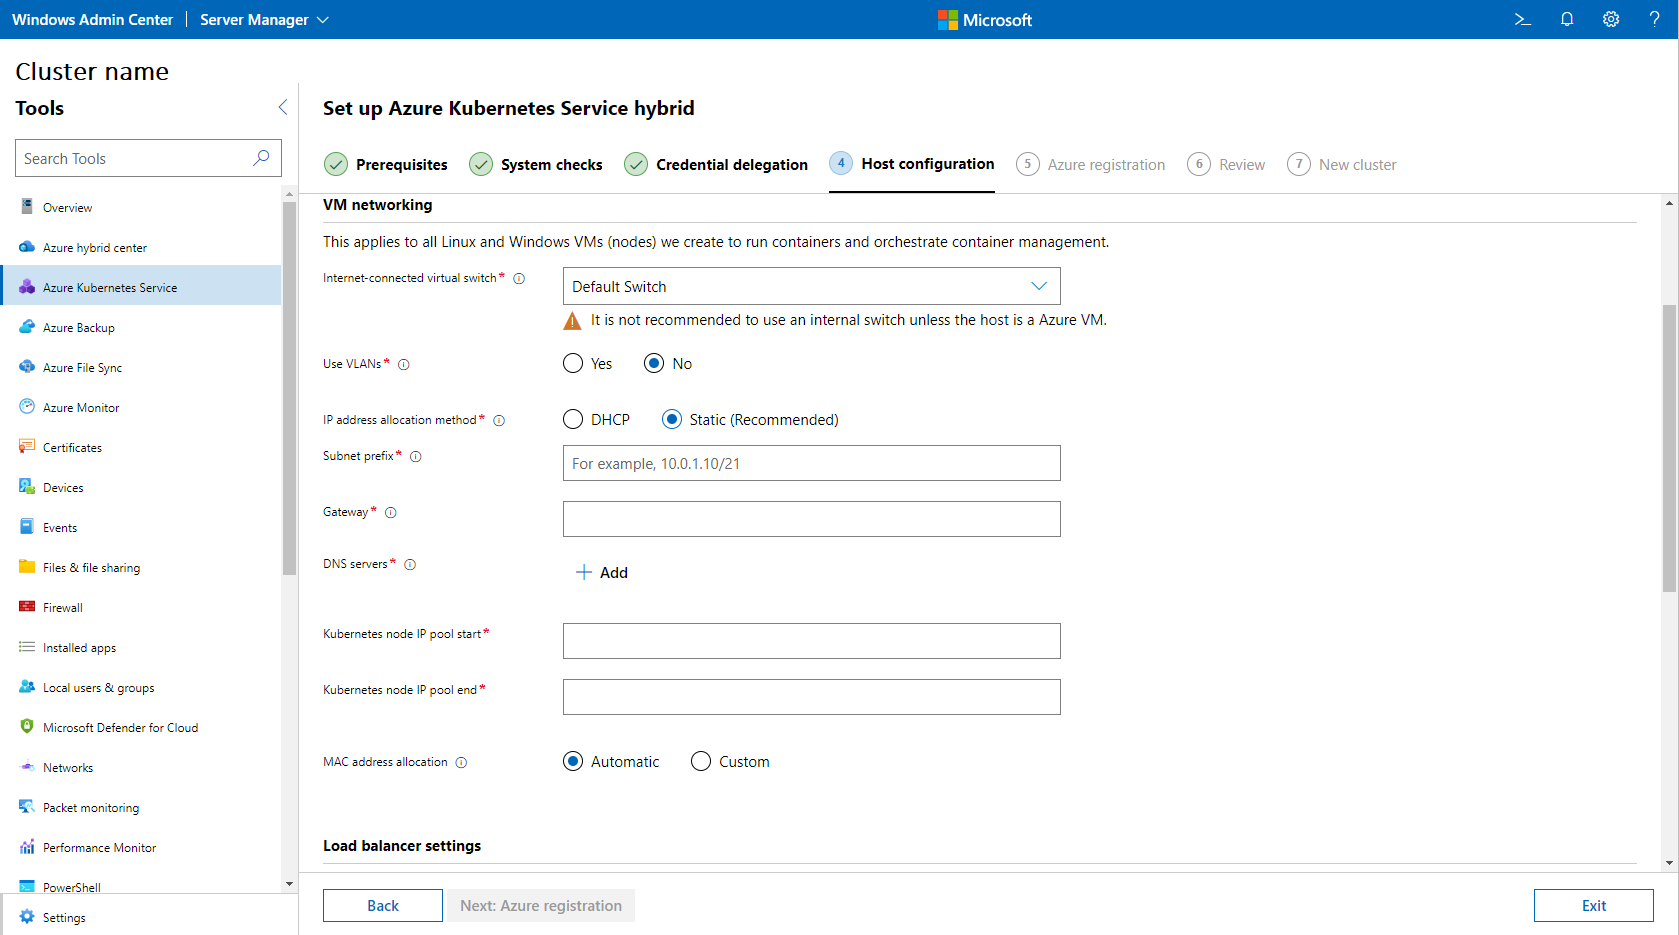 Windows Admin Center | Server Manager
Microsoft
Cluster name
Tools
Search Tools
Overview
Azure hybrid center
Azure Kubernetes Service
Azure Backup
Azure File Sync
Azure Monitor
Certificates
Devices
Events
Files & file sharing
Firewall
Installed apps
Local users & groups
Microsoft Defender for Cloud
Networks
Packet monitoring
Performance Monitor
PowerShell
Settings
Set up Azure Kubernetes Service hybrid
Prerequisites System checks Credential delegation 4 Host configuration 5 Azure registration 6 Review 7 New cluster
VM networking
This applies to all Linux and Windows VMs (nodes) we create to run containers and orchestrate container management.
Internet-connected virtual switch* Default Switch
It is not recommended to use an internal switch unless the host is a Azure VM.
Use VLANs* Yes No
IP address allocation method* DHCP Static (Recommended)
Subnet prefix* For example, 10.0.1.10/21
Gateway*
DNS servers* Add
Kubernetes node IP pool start*
Kubernetes node IP pool end*
MAC address allocation Automatic Custom
Load balancer settings
Back Next: Azure registration Exit